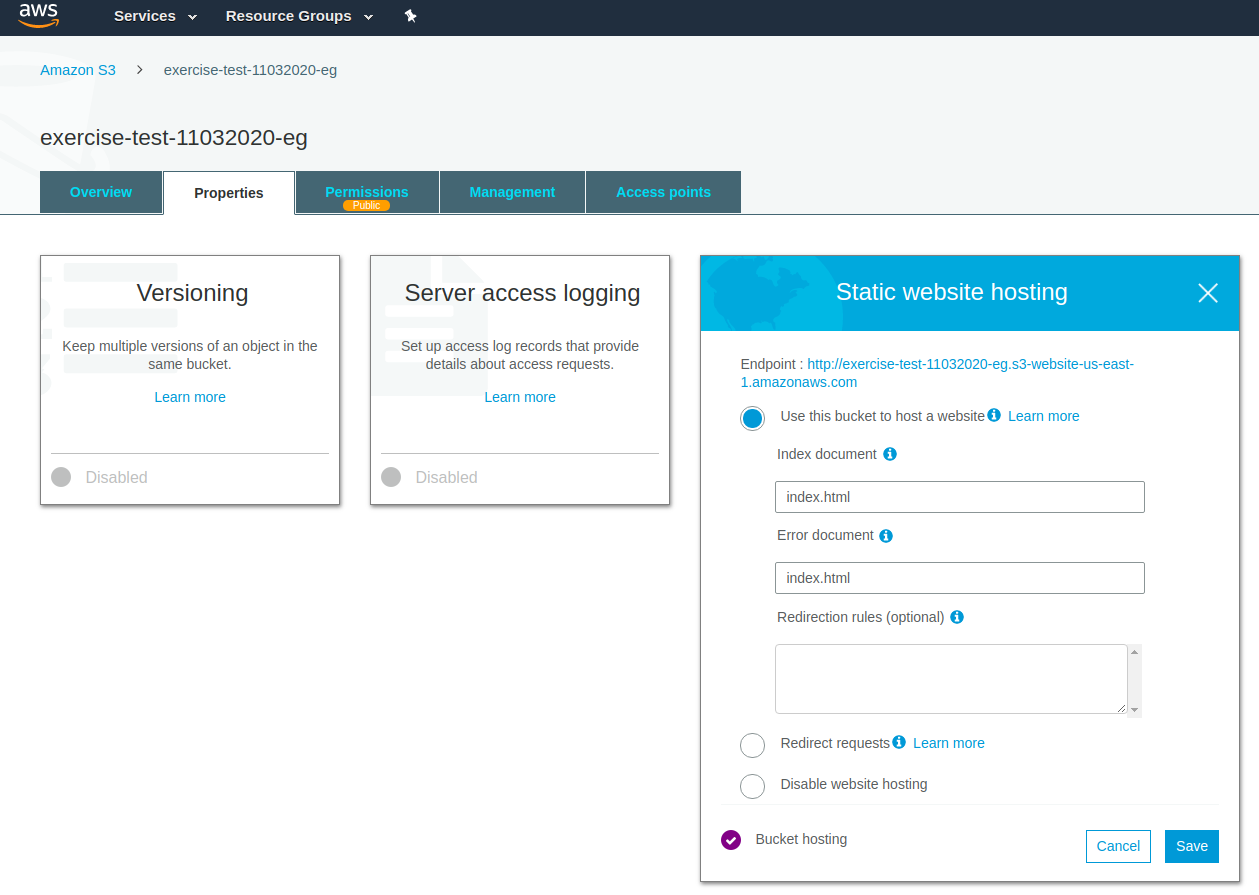 aws
Services
Resource Groups
Amazon S3
exercise-test-11032020-eg
exercise-test-11032020-eg
Overview
Properties
Permissions
Public
Management
Access points
Versioning
Keep multiple versions of an object in the
same bucket.
Learn more
Disabled
Server access logging
Set up access log records that provide
details about access requests.
Learn more
Disabled
Static website hosting
Endpoint : http://exercise-test-11032020-eg.s3-website-us-east-
1.amazonaws.com
Use this bucket to host a website Learn more
Index document
index.html
Error document
index.html
Redirection rules (optional)
Redirect requests Learn more
Disable website hosting
Bucket hosting
Cancel
Save